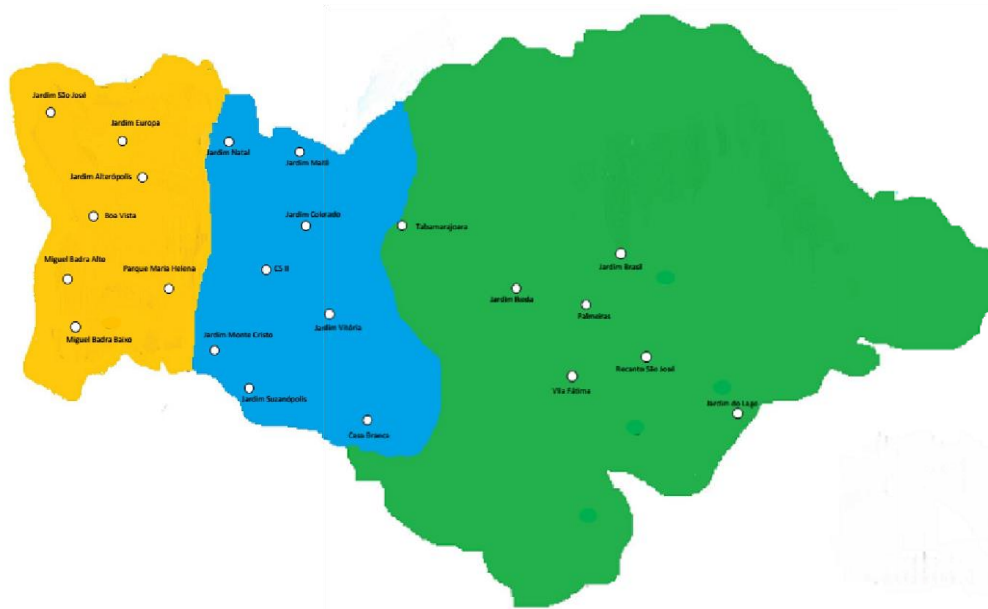 Jardim São José
Jardim Europa
Jardim Natal
Jardim Maitê
Jardim Alterópolis
Boa Vista
Jardim Colorado
Tabamarajoara
Miguel Badra Alto
Parque Maria Helena
CS II
Jardim Brasil
Jardim Ikeda
Palmeiras
Miguel Badra Baixo
Jardim Monte Cristo
Jardim Vitória
Recanto São José
Jardim Suzanópolis
Vila Fátima
Jardim do Lago
Casa Branca